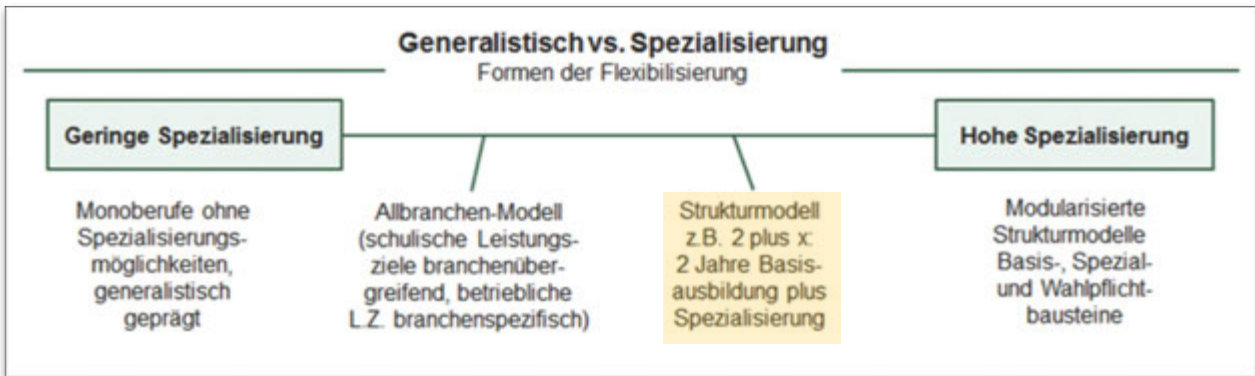 Generalistisch vs. Spezialisierung
Formen der Flexibilisierung
Geringe Spezialisierung
Hohe Spezialisierung
Monoberufe ohne
Spezialisierungs-
möglichkeiten,
generalistisch
geprägt
Allbranchen-Modell
(schulische Leistungs-
ziele branchenüber-
greifend, betriebliche
L.Z. branchenspezifisch)
Strukturmodell
z.B. 2 plus x:
2 Jahre Basis-
ausbildung plus
Spezialisierung
Modularisierte
Strukturmodelle
Basis-, Spezial-
und Wahlpflicht-
bausteine